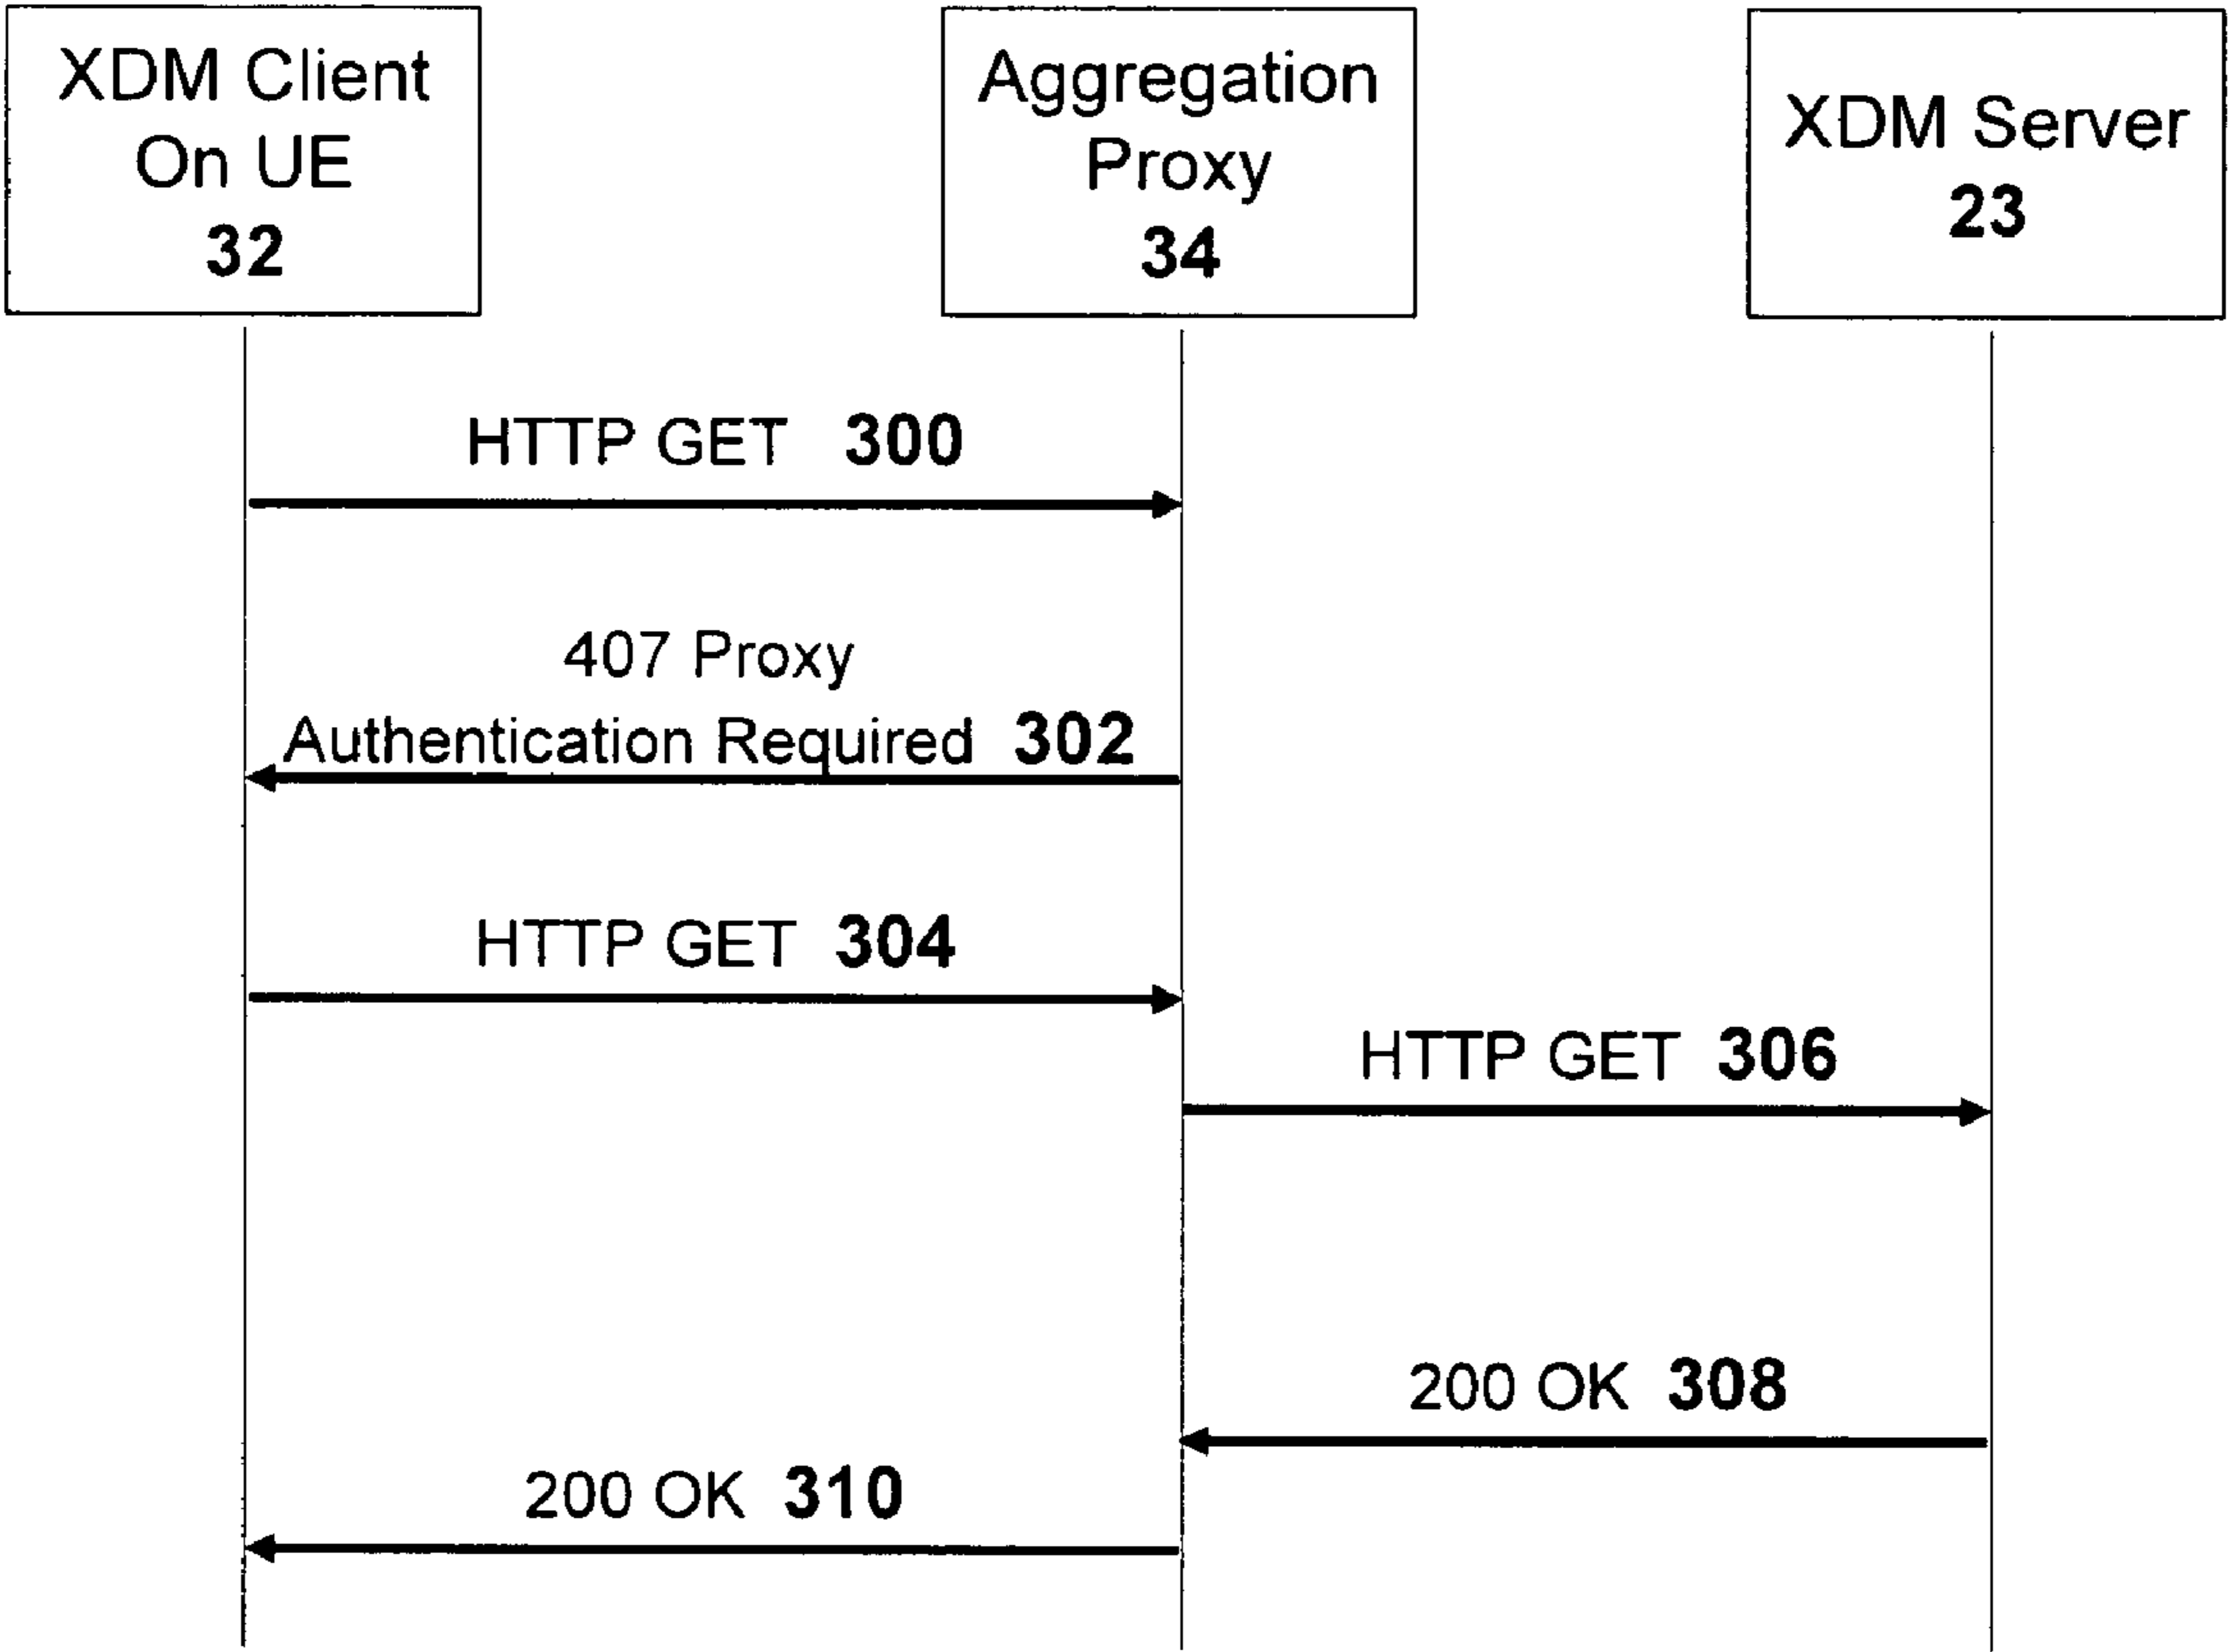 XDM Client
On UE
32
Aggregation
Proxy
34
XDM Server
23
HTTP GET 300
407 Proxy
Authentication Required 302
HTTP GET 304
HTTP GET 306
200 OK 308
200 OK 310